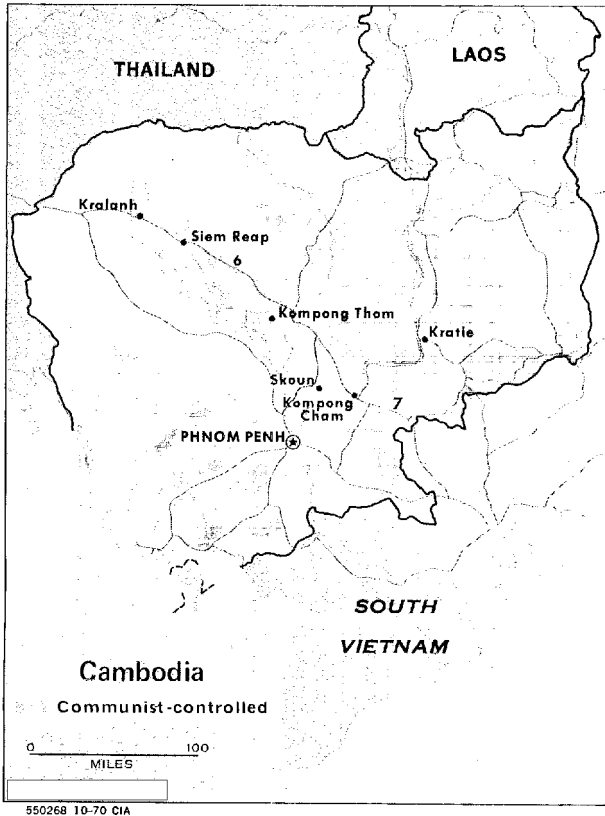 THAILAND
LAOS
Kralanh
Siem Reap
6
Kompong Thom
Kratie
Skoun
Kompong
Cham
7
PHNOM PENH
SOUTH
VIETNAM
Cambodia
Communist-controlled
0 100
MILES
550268 10-70 CIA